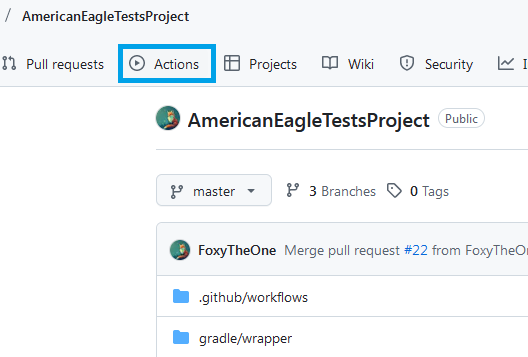 / AmericanEagleTestsProject
Pull requests Actions Projects Wiki Security
AmericanEagleTestsProject Public
master 3 Branches 0 Tags
FoxyTheOne Merge pull request #22 from FoxyTheOn
.github/workflows
gradle/wrapper